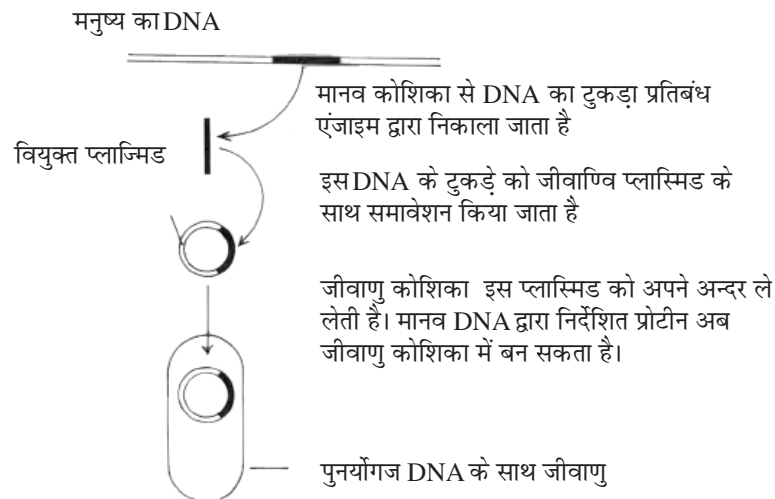 मनुष्य का DNA
मानव कोशिका से DNA का टुकड़ा प्रतिबंध
एंजाइम द्वारा निकाला जाता है
वियुक्त प्लाज्मिड
इस DNA के टुकड़े को जीवाण्वि प्लास्मिड के
साथ समावेशन किया जाता है
जीवाणु कोशिका इस प्लास्मिड को अपने अन्दर ले
लेती है। मानव DNA द्वारा निर्देशित प्रोटीन अब
जीवाणु कोशिका में बन सकता है।
पुनर्योगज DNA के साथ जीवाणु